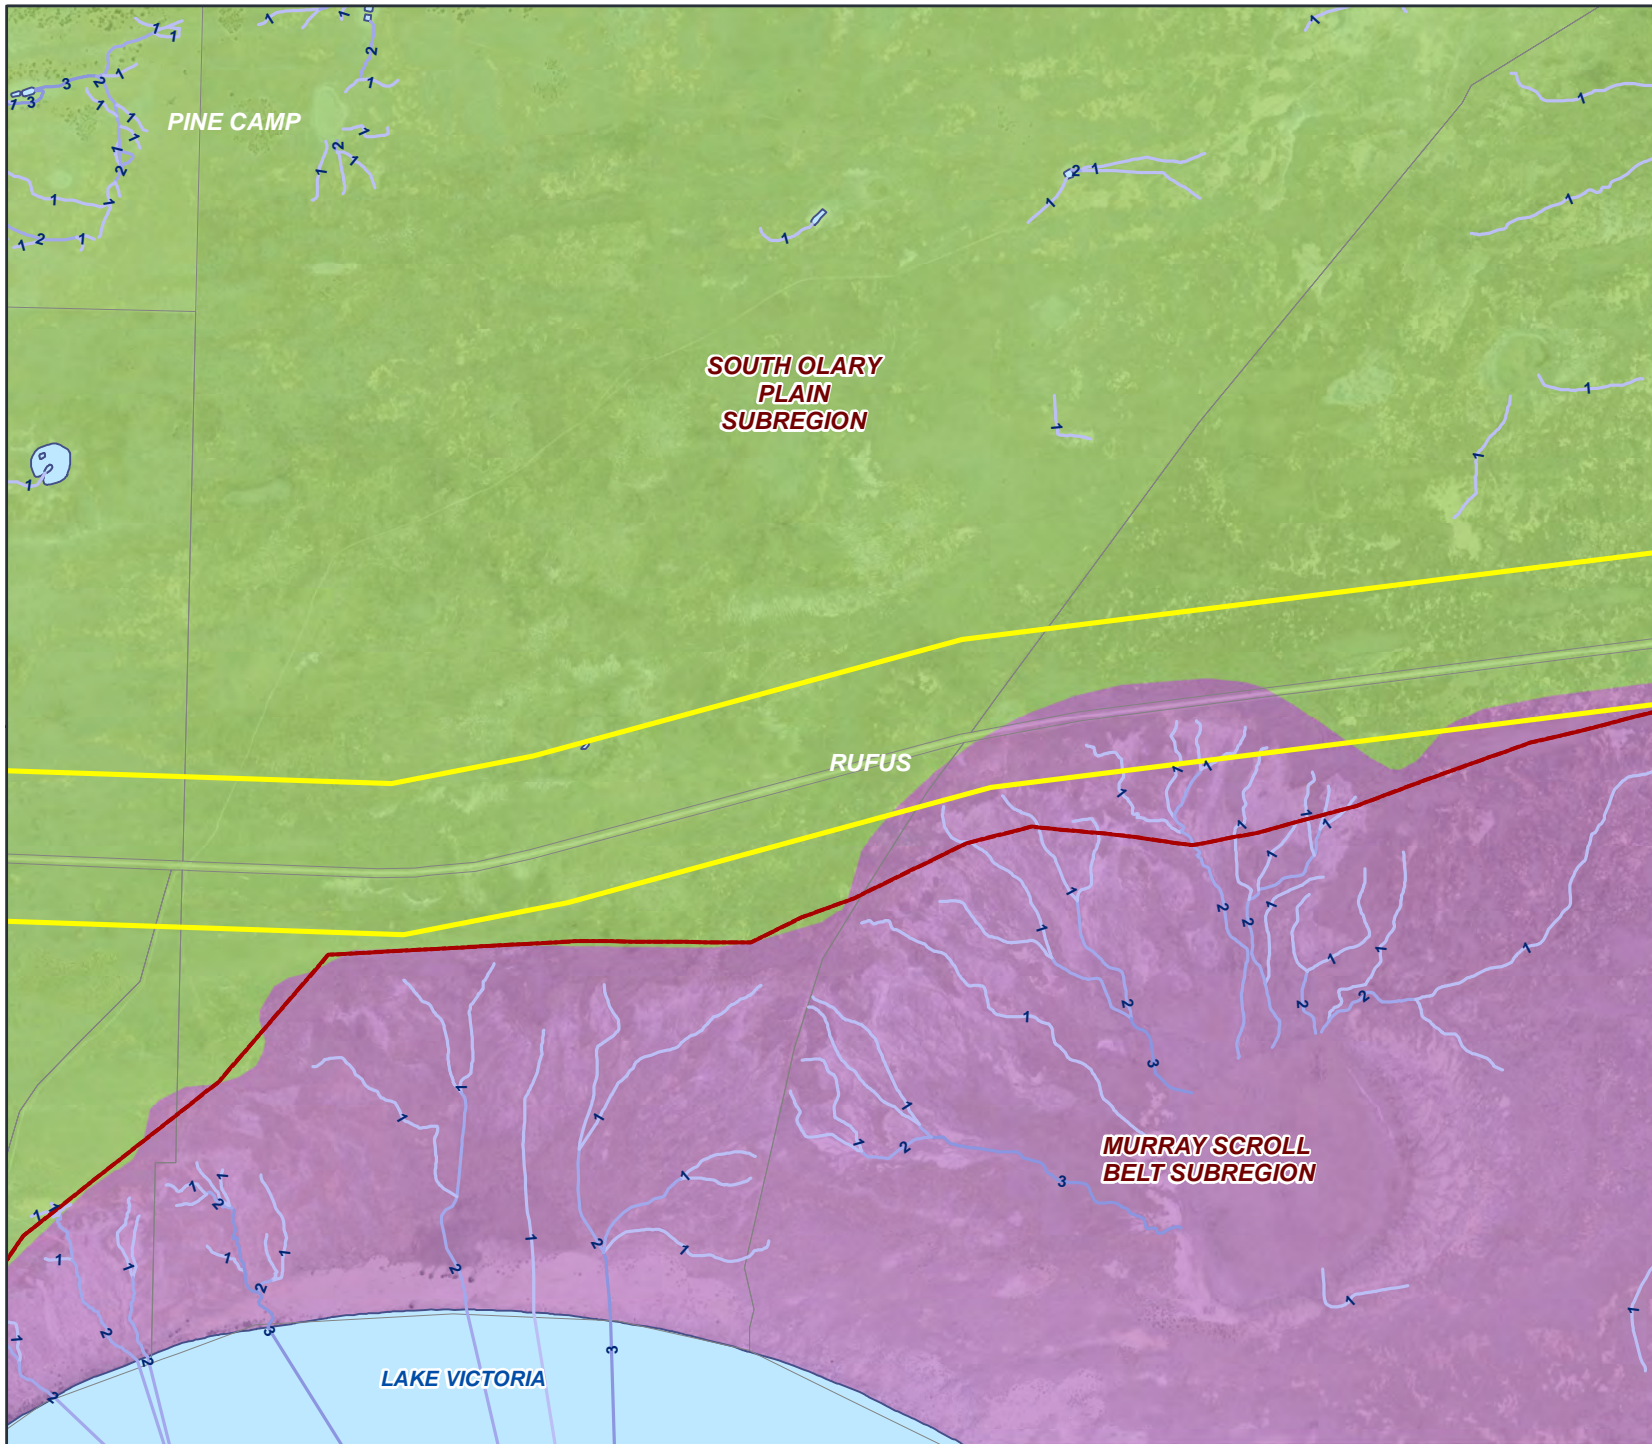 PINE CAMP
SOUTH OLARY
PLAIN
SUBREGION
RUFUS
MURRAY SCROLL
BELT SUBREGION
LAKE VICTORIA